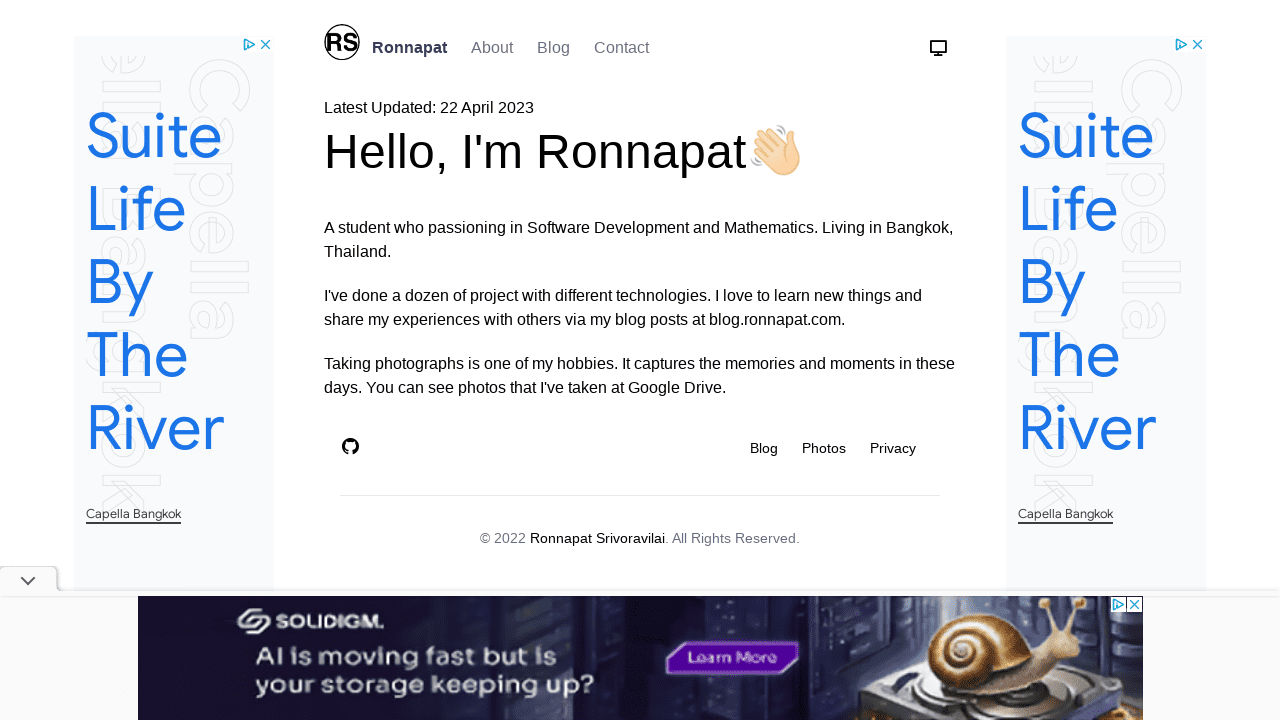 RS Ronnapat About Blog Contact
Latest Updated: 22 April 2023
Hello, I'm Ronnapat👋🏻
A student who passioning in Software Development and Mathematics. Living in Bangkok,
Thailand.
I've done a dozen of project with different technologies. I love to learn new things and
share my experiences with others via my blog posts at blog.ronnapat.com.
Taking photographs is one of my hobbies. It captures the memories and moments in these
days. You can see photos that I've taken at Google Drive.
Blog Photos Privacy
© 2022 Ronnapat Srivoravilai. All Rights Reserved.
Capella
Suite
Life
By
The
River
Capella Bangkok
Capella
Suite
Life
By
The
River
Capella Bangkok
SOLIDIGM.
AI is moving fast but is
your storage keeping up?
Learn More